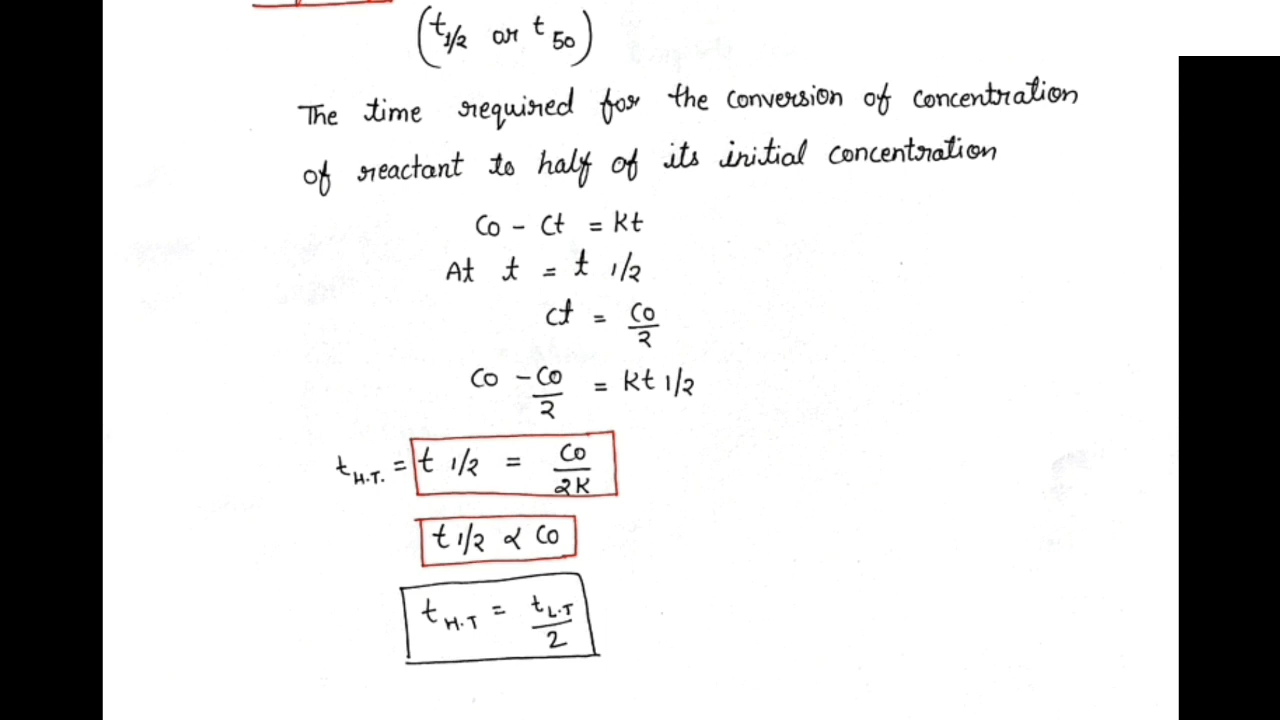 (t1/2 or t50)
The time required for the conversion of concentration
of reactant to half of its initial concentration
Co - Ct = Kt
At t = t 1/2
Ct = Co/2
Co - Co/2 = Kt 1/2
tH.T. = t 1/2 = Co/2K
t 1/2 ∝ Co
tH.T = tL.T/2